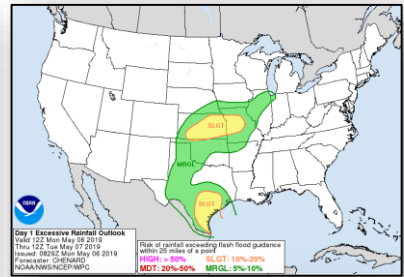 SLGT
MRGL
SLGT
noaa
Day 1 Excessive Rainfall Outlook
Valid 12Z Mon May 06 2019
Thru 12Z Tue May 07 2019
Issued: 0829Z Mon May 06 2019
Forecaster: CHENARD
NOAA/NWS/NCEP/WPC
Risk of rainfall exceeding flash flood guidance
within 25 miles of a point
HIGH: > 50% SLGT: 10%-20%
MDT: 20%-50% MRGL: 5%-10%